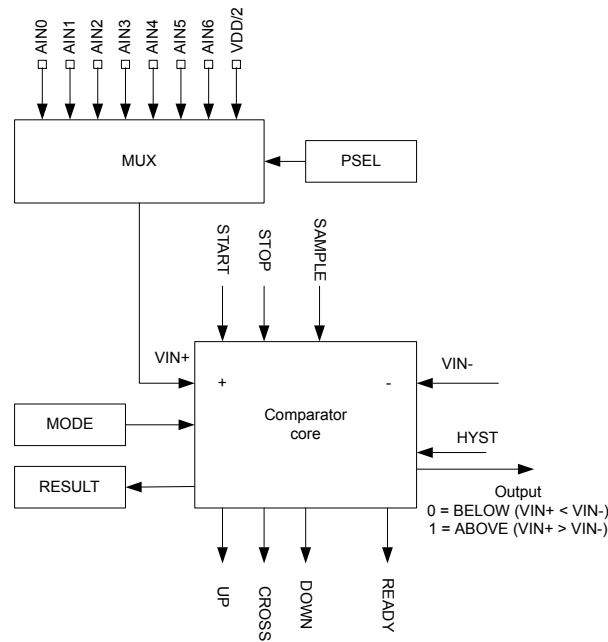 AIN0
AIN1
AIN2
AIN3
AIN4
AIN5
AIN6
VDD/2
MUX
PSEL
START
STOP
SAMPLE
VIN+
VIN-
+
-
MODE
Comparator
core
HYST
RESULT
Output
0 = BELOW (VIN+ < VIN-)
1 = ABOVE (VIN+ > VIN-)
UP
CROSS
DOWN
READY